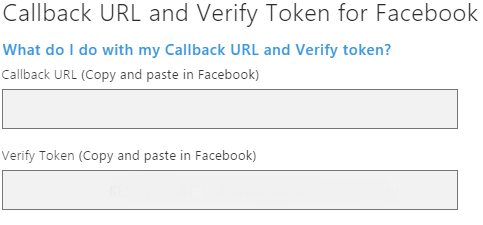 Callback URL and Verify Token for Facebook
What do I do with my Callback URL and Verify token?
Callback URL (Copy and paste in Facebook)
Verify Token (Copy and paste in Facebook)